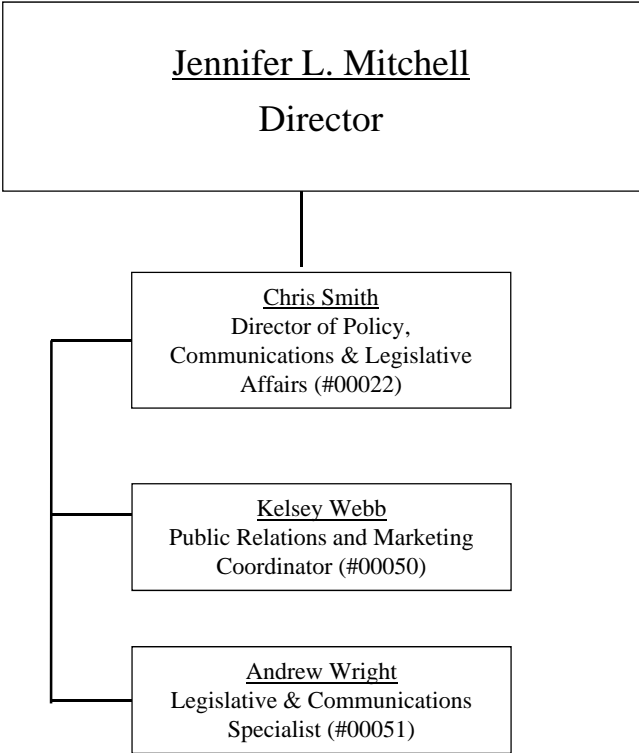 Jennifer L. Mitchell
Director
Chris Smith
Director of Policy,
Communications & Legislative
Affairs (#00022)
Kelsey Webb
Public Relations and Marketing
Coordinator (#00050)
Andrew Wright
Legislative & Communications
Specialist (#00051)